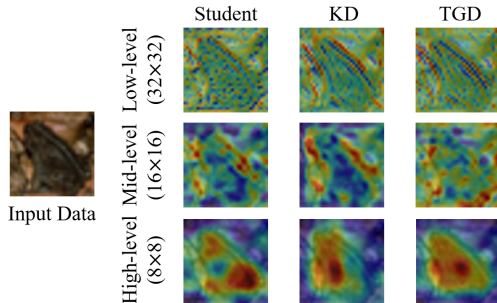 Student KD TGD
Low-level
(32×32)
Mid-level
(16×16)
Input Data
High-level
(8×8)